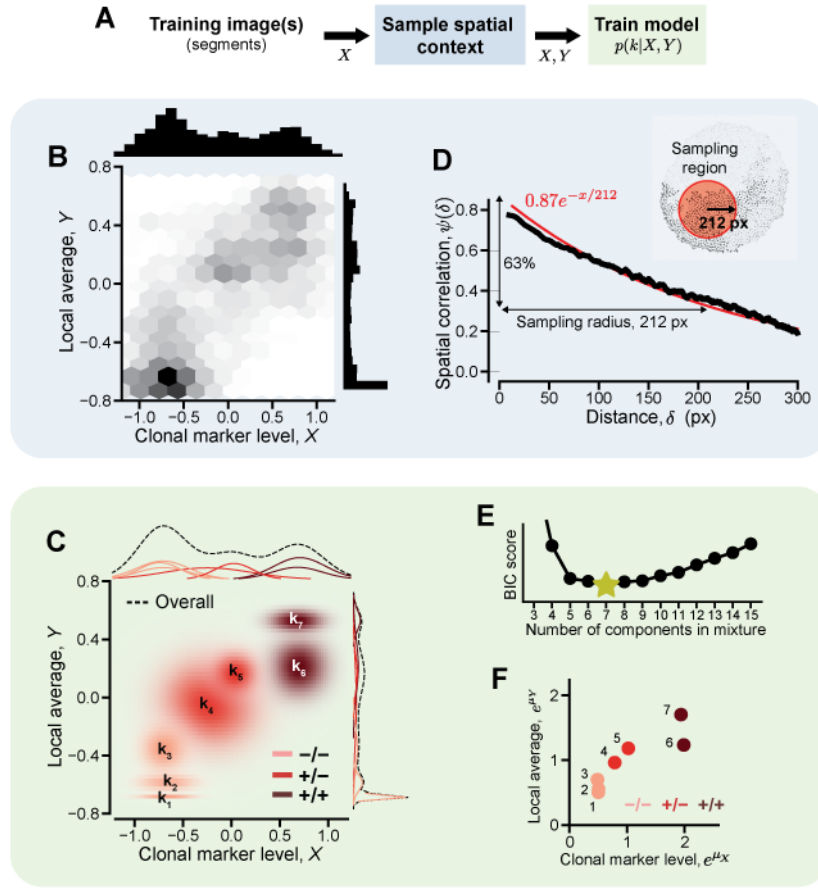 A
Training image(s)
(segments)
X
Sample spatial
context
X, Y
Train model
p(k|X, Y)
B
0.8
0.4
0.0
−0.4
−0.8
Local average, Y
−1.0 −0.5 0.0 0.5 1.0
Clonal marker level, X
D
Sampling
region
212 px
0.87e^{−x/212}
0.8
0.6
0.4
0.2
0.0
Spatial correlation, ψ(δ)
63%
Sampling radius, 212 px
0 50 100 150 200 250 300
Distance, δ (px)
C
0.8
0.4
0.0
−0.4
−0.8
Local average, Y
Overall
k₇
k₆
k₅
k₄
k₃
k₂
k₁
−/−
+/−
+/+
−1.0 −0.5 0.0 0.5 1.0
Clonal marker level, X
E
BIC score
3 4 5 6 7 8 9 10 11 12 13 14 15
Number of components in mixture
F
2
1
0
Local average, e^{μY}
7
6
5
4
3
2
1
−/− +/− +/+
0 1 2
Clonal marker level, e^{μX}